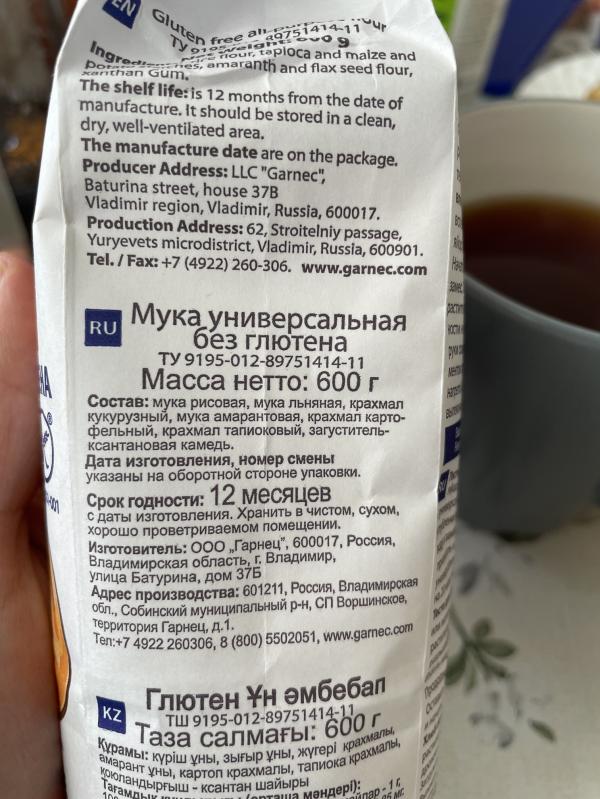 EN
Gluten free all-purpose flour
Ingredients: rice flour, tapioca and maize and
amaranth and flax seed flour,
xanthan Gum.
The shelf life: is 12 months from the date of
manufacture. It should be stored in a clean,
dry, well-ventilated area.
The manufacture date are on the package.
Producer Address: LLC "Garnec",
Baturina street, house 37B
Vladimir region, Vladimir, Russia, 600017.
Production Address: 62, Stroitelniy passage,
Yuryevets microdistrict, Vladimir, Russia, 600901.
Tel. / Fax: +7 (4922) 260-306. www.garnec.com
RU
Мука универсальная
без глютена
ТУ 9195-012-89751414-11
Масса нетто: 600 г
Состав: мука рисовая, мука льняная, крахмал
кукурузный, мука амарантовая, крахмал карто-
фельный, крахмал тапиоковый, загуститель-
ксантановая камедь.
Дата изготовления, номер смены
указаны на оборотной стороне упаковки.
Срок годности: 12 месяцев
с даты изготовления. Хранить в чистом, сухом,
хорошо проветриваемом помещении.
Изготовитель: ООО „Гарнец”, 600017, Россия,
Владимирская область, г. Владимир,
улица Батурина, дом 37Б
Адрес производства: 601211, Россия, Владимирская
обл., Собинский муниципальный р-н, СП Воршинское,
территория Гарнец, д.1.
Тел:+7 4922 260306, 8 (800) 5502051, www.garnec.com
KZ
Глютен Ұн әмбебап
ТШ 9195-012-89751414-11
Таза салмағы: 600 г
Құрамы: күріш ұны, зығыр ұны, жүгері крахмалы,
амарант ұны, картоп крахмалы, тапиока крахмалы,
қоюландырғыш - ксантан шайыры